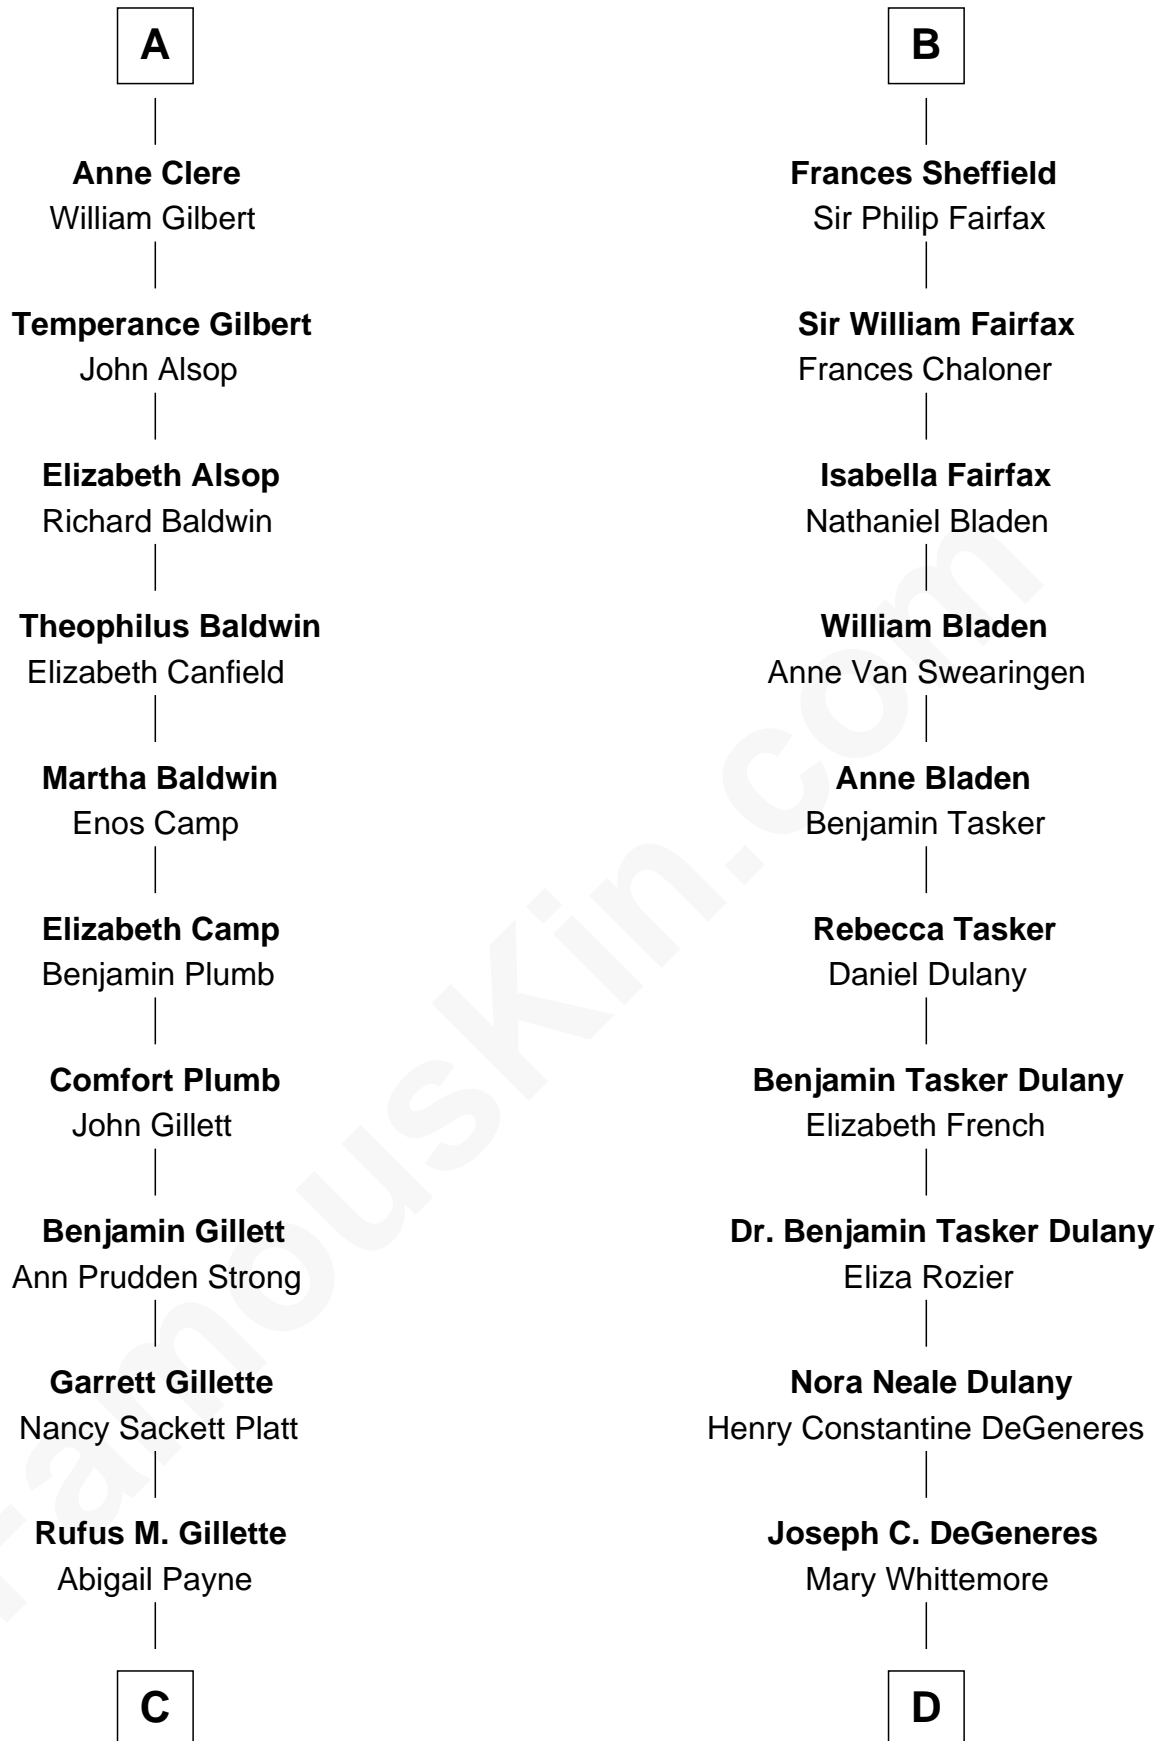 A
Anne Clere
William Gilbert
Temperance Gilbert
John Alsop
Elizabeth Alsop
Richard Baldwin
Theophilus Baldwin
Elizabeth Canfield
Martha Baldwin
Enos Camp
Elizabeth Camp
Benjamin Plumb
Comfort Plumb
John Gillett
Benjamin Gillett
Ann Prudden Strong
Garrett Gillette
Nancy Sackett Platt
Rufus M. Gillette
Abigail Payne
C
B
Frances Sheffield
Sir Philip Fairfax
Sir William Fairfax
Frances Chaloner
Isabella Fairfax
Nathaniel Bladen
William Bladen
Anne Van Swearingen
Anne Bladen
Benjamin Tasker
Rebecca Tasker
Daniel Dulany
Benjamin Tasker Dulany
Elizabeth French
Dr. Benjamin Tasker Dulany
Eliza Rozier
Nora Neale Dulany
Henry Constantine DeGeneres
Joseph C. DeGeneres
Mary Whittemore
D
FamousKin.com